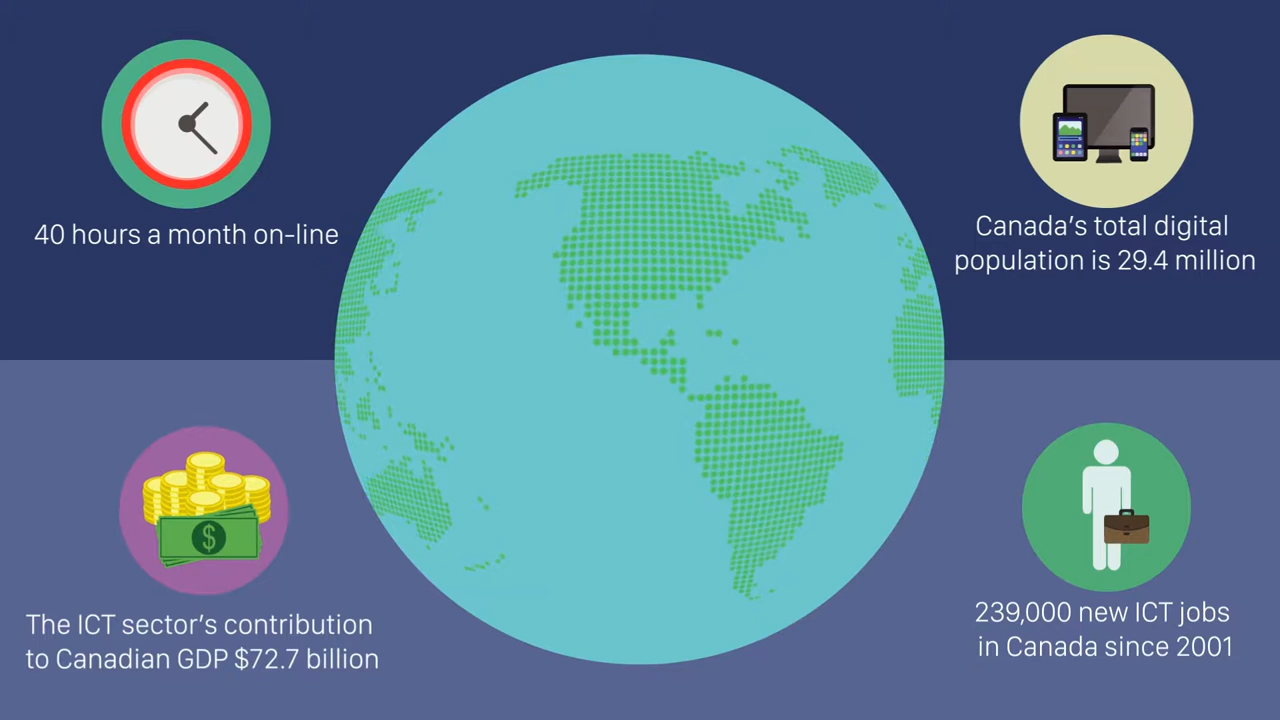 40 hours a month on-line
Canada's total digital
population is 29.4 million
The ICT sector's contribution
to Canadian GDP $72.7 billion
239,000 new ICT jobs
in Canada since 2001
$